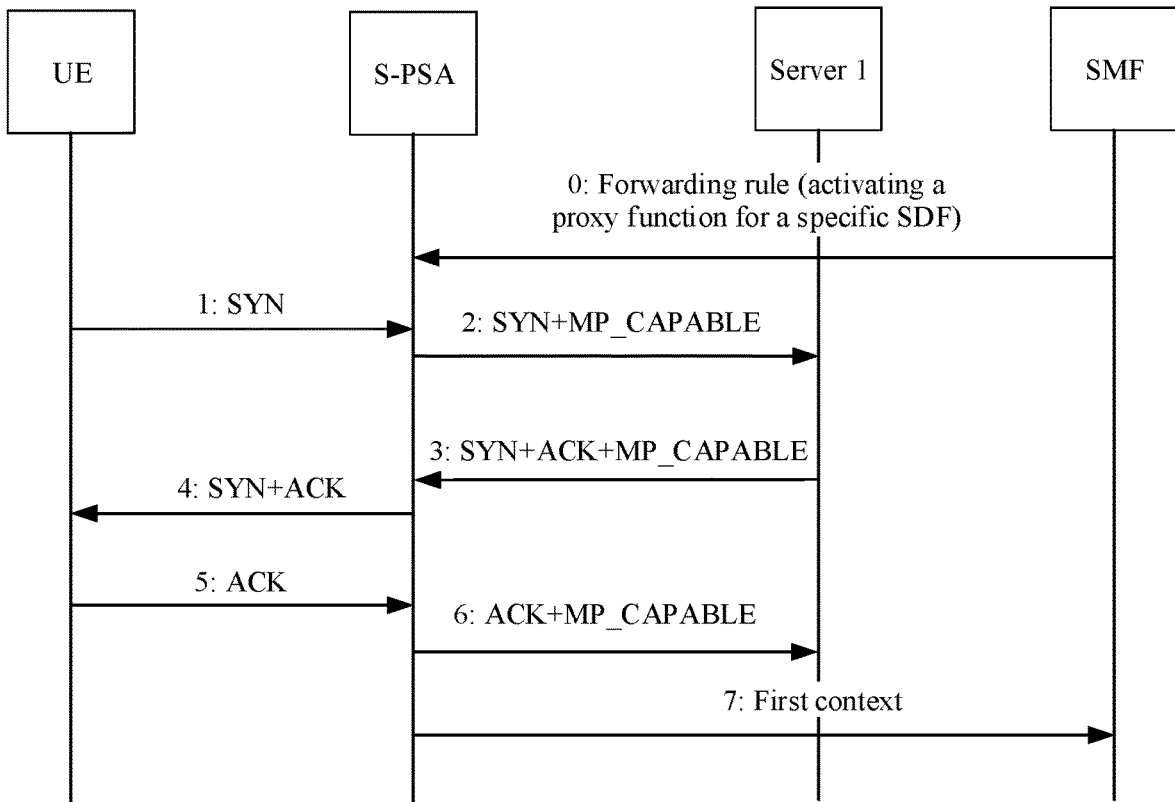 UE
S-PSA
Server 1
SMF
0: Forwarding rule (activating a
proxy function for a specific SDF)
1: SYN
2: SYN+MP_CAPABLE
3: SYN+ACK+MP_CAPABLE
4: SYN+ACK
5: ACK
6: ACK+MP_CAPABLE
7: First context